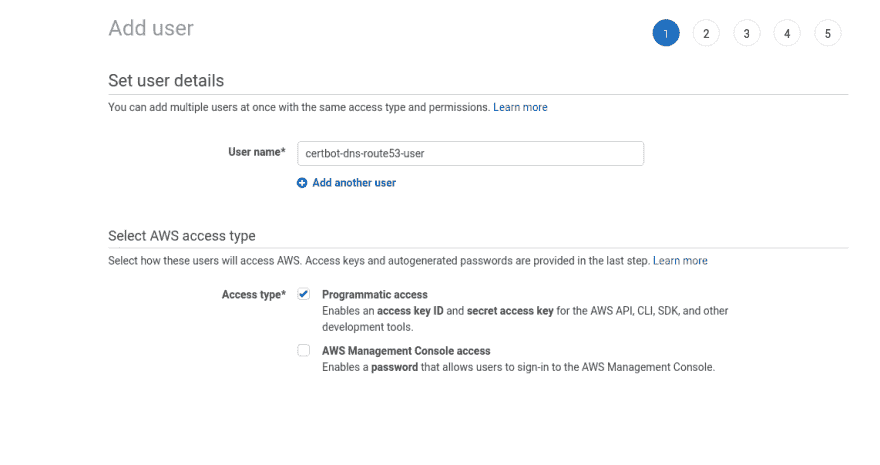 Add user
1 2 3 4 5
Set user details
You can add multiple users at once with the same access type and permissions. Learn more
User name* certbot-dns-route53-user
Add another user
Select AWS access type
Select how these users will access AWS. Access keys and autogenerated passwords are provided in the last step. Learn more
Access type* Programmatic access
Enables an access key ID and secret access key for the AWS API, CLI, SDK, and other
development tools.
AWS Management Console access
Enables a password that allows users to sign-in to the AWS Management Console.